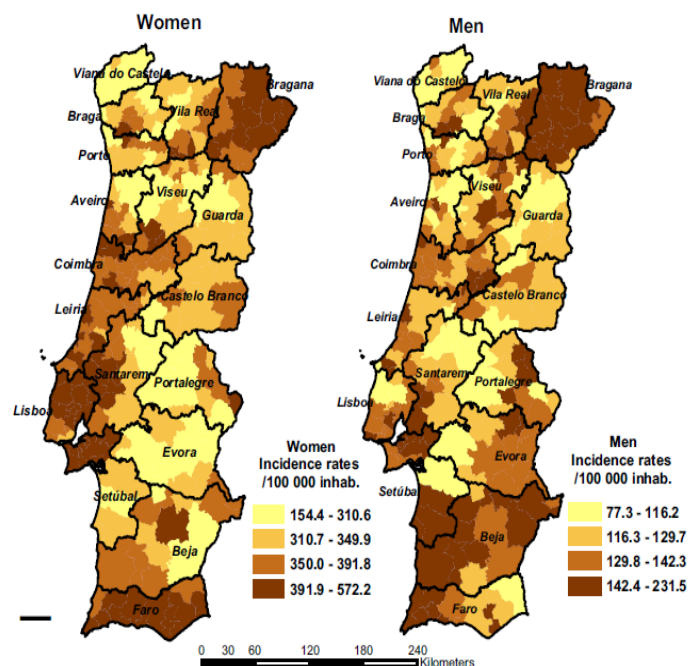 Women
Viana do Castelo
Bragana
Vila Real
Braga
Porto
Viseu
Aveiro
Guarda
Coimbra
Castelo Branco
Leiria
Santarem
Portalegre
Lisboa
Evora
Setúbal
Beja
Faro
Women
Incidence rates
/100 000 inhab.
154.4 - 310.6
310.7 - 349.9
350.0 - 391.8
391.9 - 572.2
Men
Viana do Castelo
Bragana
Vila Real
Braga
Porto
Viseu
Aveiro
Guarda
Coimbra
Castelo Branco
Leiria
Santarem
Portalegre
Lisboa
Evora
Setúbal
Beja
Faro
Men
Incidence rates
/100 000 inhab.
77.3 - 116.2
116.3 - 129.7
129.8 - 142.3
142.4 - 231.5
0 30 60 120 180 240
Kilometers